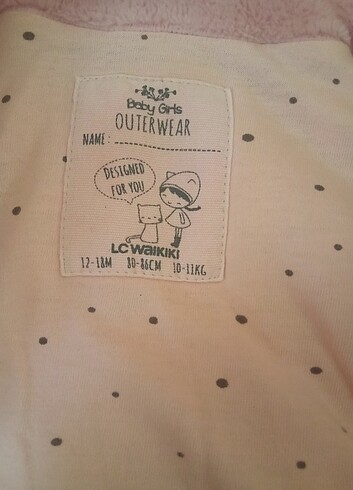 Baby Girls
OUTERWEAR
NAME:
DESIGNED
FOR YOU
LC WAIKIKI
12-18M 80-86CM 10-11KG